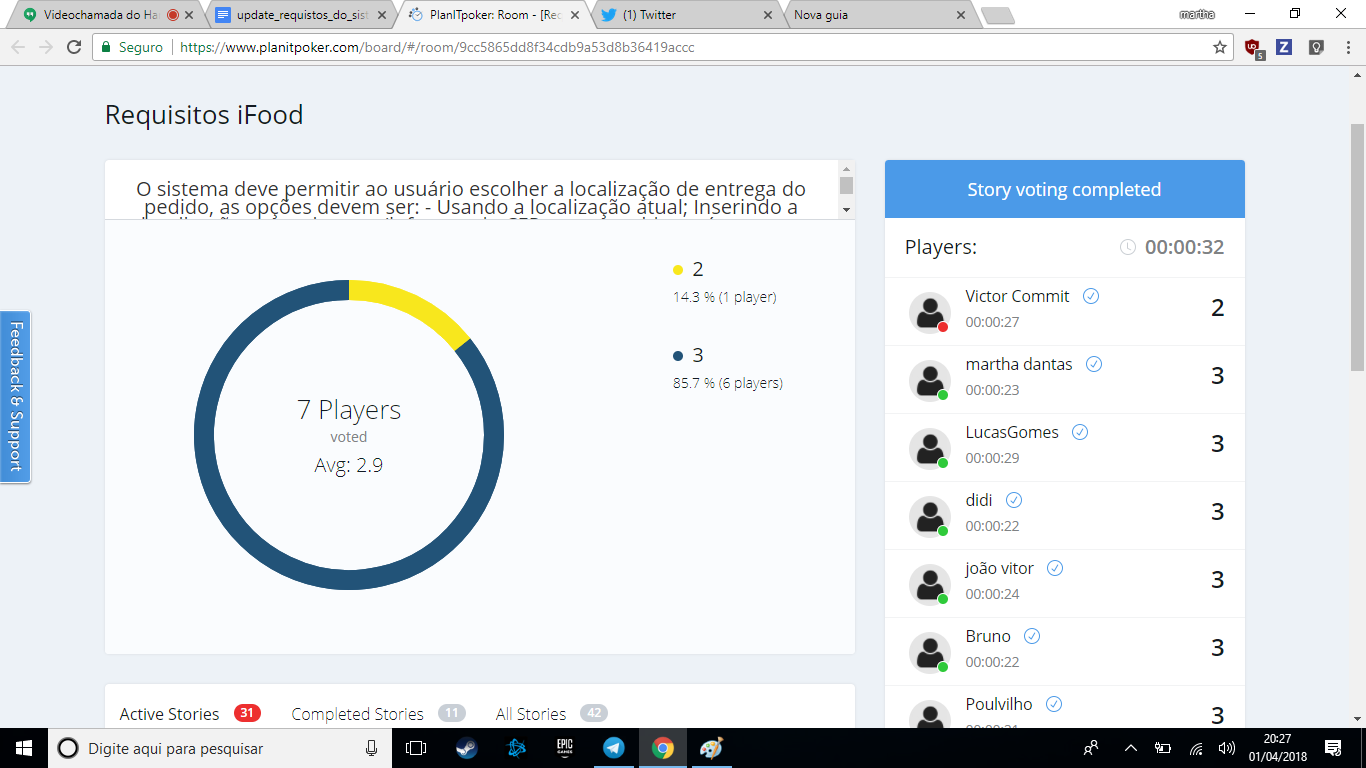 Videochamada do Ha
update_requistos_do_sist
PlanITpoker: Room - [Rec
(1) Twitter
Nova guia
martha
Seguro
https://www.planitpoker.com/board/#/room/9cc5865dd8f34cdb9a53d8b36419accc
5
Requisitos iFood
O sistema deve permitir ao usuário escolher a localização de entrega do
pedido, as opções devem ser: - Usando a localização atual; Inserindo a
7 Players
voted
Avg: 2.9
2
14.3 % (1 player)
3
85.7 % (6 players)
Feedback & Support
Story voting completed
Players:
00:00:32
Victor Commit
00:00:27
2
martha dantas
00:00:23
3
LucasGomes
00:00:29
3
didi
00:00:22
3
joão vitor
00:00:24
3
Bruno
00:00:22
3
Poulvilho
3
Active Stories 31
Completed Stories 11
All Stories 42
Digite aqui para pesquisar
EPIC
GAMES
20:27
01/04/2018